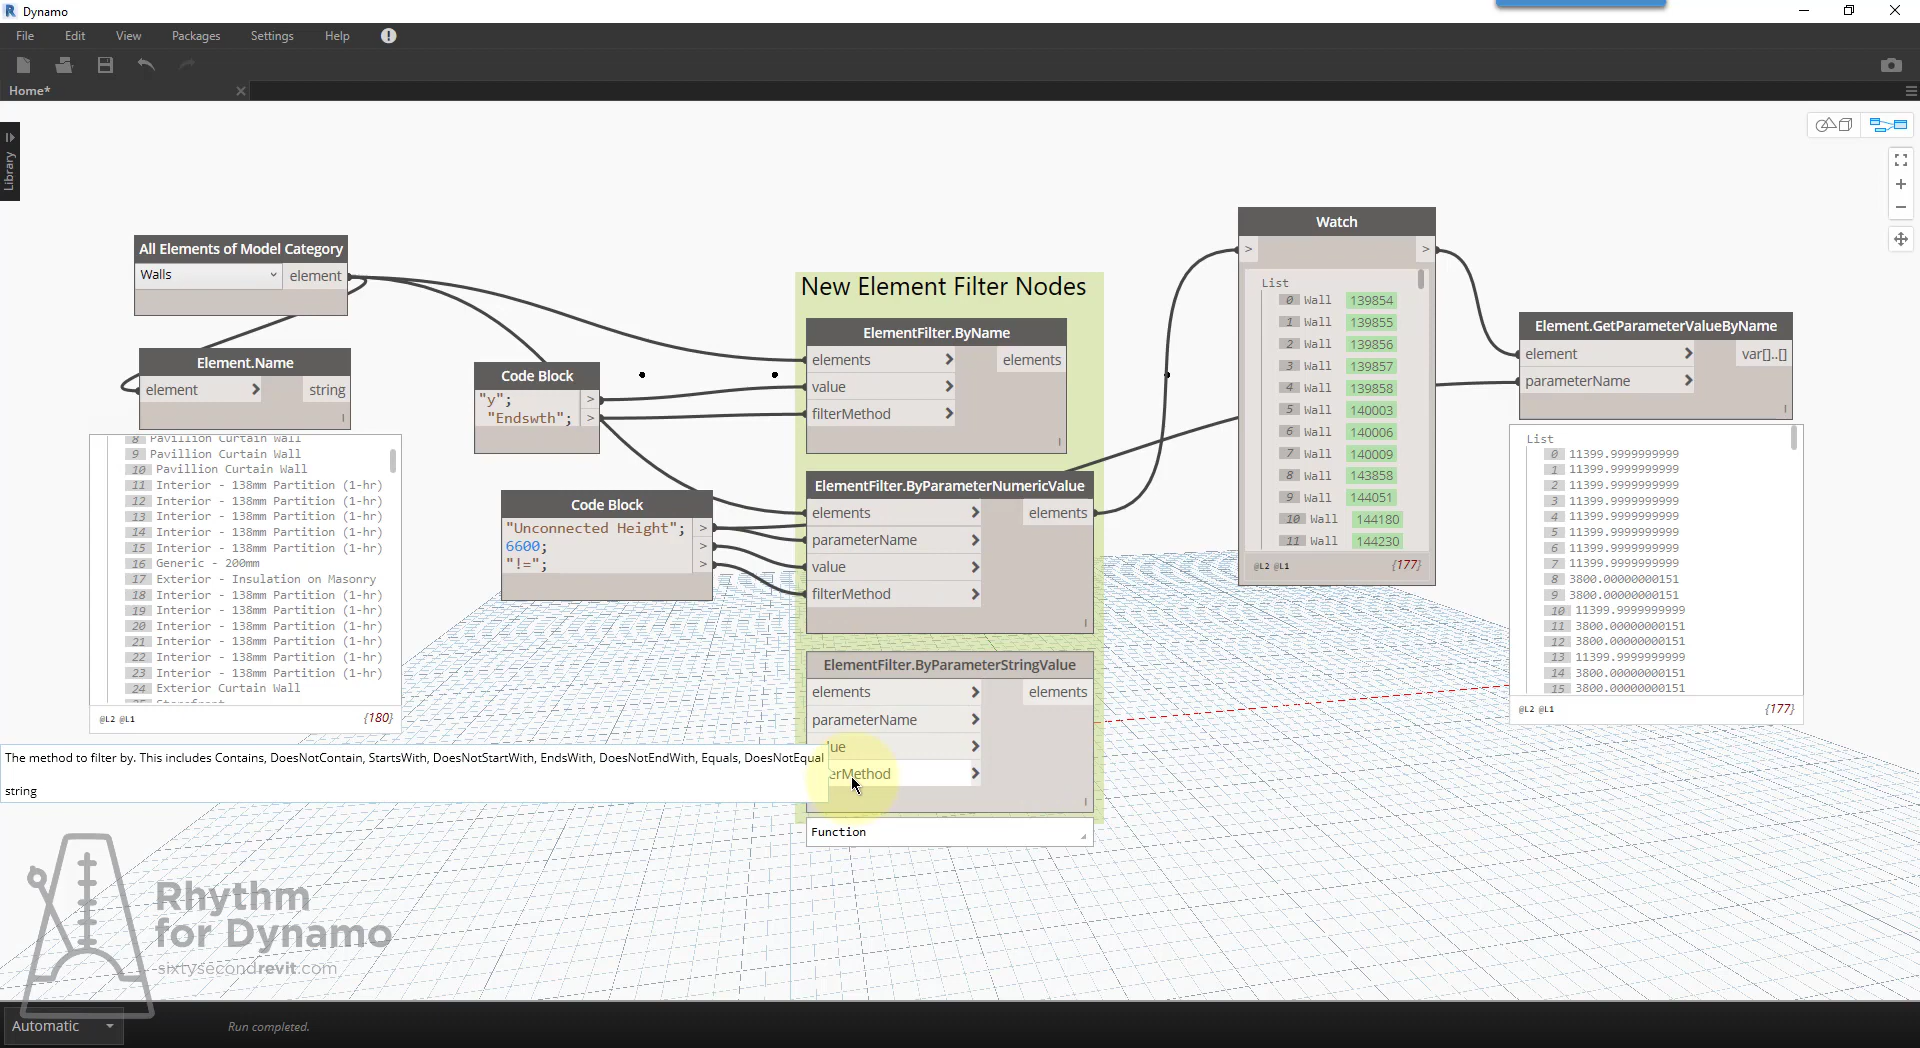 Dynamo
File Edit View Packages Settings Help
Home*
Library
All Elements of Model Category
Walls element
Element.Name
element > string
8 Pavillion Curtain Wall
9 Pavillion Curtain Wall
10 Pavillion Curtain Wall
11 Interior - 138mm Partition (1-hr)
12 Interior - 138mm Partition (1-hr)
13 Interior - 138mm Partition (1-hr)
14 Interior - 138mm Partition (1-hr)
15 Interior - 138mm Partition (1-hr)
16 Generic - 200mm
17 Exterior - Insulation on Masonry
18 Interior - 138mm Partition (1-hr)
19 Interior - 138mm Partition (1-hr)
20 Interior - 138mm Partition (1-hr)
21 Interior - 138mm Partition (1-hr)
22 Interior - 138mm Partition (1-hr)
23 Interior - 138mm Partition (1-hr)
24 Exterior Curtain Wall
@L2 @L1 {180}
Code Block
"y"; >
"Endswth"; >
Code Block
"Unconnected Height"; >
6600; >
"!="; >
New Element Filter Nodes
ElementFilter.ByName
elements > elements
value >
filterMethod >
ElementFilter.ByParameterNumericValue
elements > elements
parameterName >
value >
filterMethod >
ElementFilter.ByParameterStringValue
elements > elements
parameterName >
lue >
erMethod >
Function
The method to filter by. This includes Contains, DoesNotContain, StartsWith, DoesNotStartWith, EndsWith, DoesNotEndWith, Equals, DoesNotEqual
string
Watch
> >
List
0 Wall 139854
1 Wall 139855
2 Wall 139856
3 Wall 139857
4 Wall 139858
5 Wall 140003
6 Wall 140006
7 Wall 140009
8 Wall 143858
9 Wall 144051
10 Wall 144180
11 Wall 144230
@L2 @L1 {177}
Element.GetParameterValueByName
element > var[]..[]
parameterName >
List
0 11399.9999999999
1 11399.9999999999
2 11399.9999999999
3 11399.9999999999
4 11399.9999999999
5 11399.9999999999
6 11399.9999999999
7 11399.9999999999
8 3800.00000000151
9 3800.00000000151
10 11399.9999999999
11 3800.00000000151
12 3800.00000000151
13 11399.9999999999
14 3800.00000000151
15 3800.00000000151
@L2 @L1 {177}
Rhythm
for Dynamo
-sixtysecondrevit.com
Automatic Run completed.